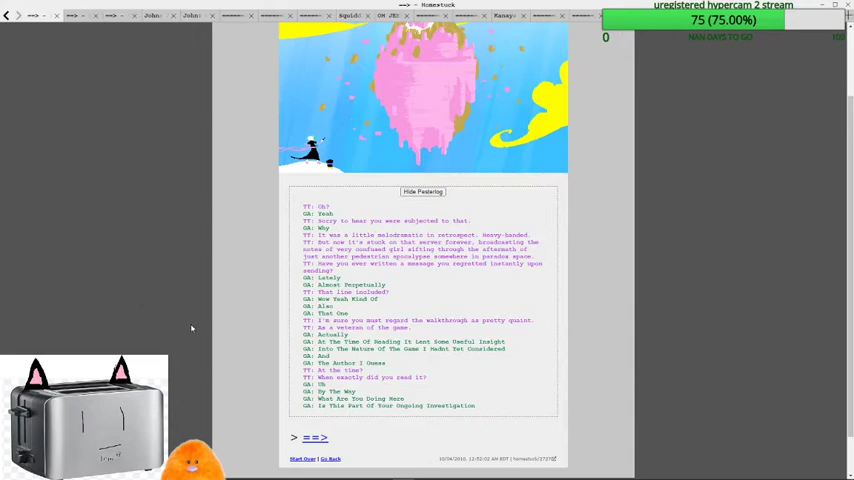 ==> - Homestuck
unregistered hypercam 2 stream
==> - ==> - ==> - John: John: Squidd OH JEE Kanaya ==>
75 (75.00%)
0 MAN DAYS TO GO 100
Hide Pesterlog
TT: Oh?
GA: Yeah
TT: Sorry to hear you were subjected to that.
GA: Why
TT: It was a little melodramatic in retrospect. Heavy-handed.
TT: But now it's stuck on that server forever, broadcasting the
notes of very confused girl sifting through the aftermath of
just another pedestrian apocalypse somewhere in paradox space.
TT: Have you ever written a message you regretted instantly upon
sending?
GA: Lately
GA: Almost Perpetually
TT: That line included?
GA: Wow Yeah Kind Of
GA: Also
GA: That One
TT: I'm sure you must regard the walkthrough as pretty quaint.
TT: As a veteran of the game.
GA: Actually
GA: At The Time Of Reading It Lent Some Useful Insight
GA: Into The Nature Of The Game I Hadnt Yet Considered
GA: And
GA: The Author I Guess
TT: At the time?
TT: When exactly did you read it?
GA: Uh
GA: By The Way
GA: What Are You Doing Here
GA: Is This Part Of Your Ongoing Investigation
> ==>
Start Over | Go Back